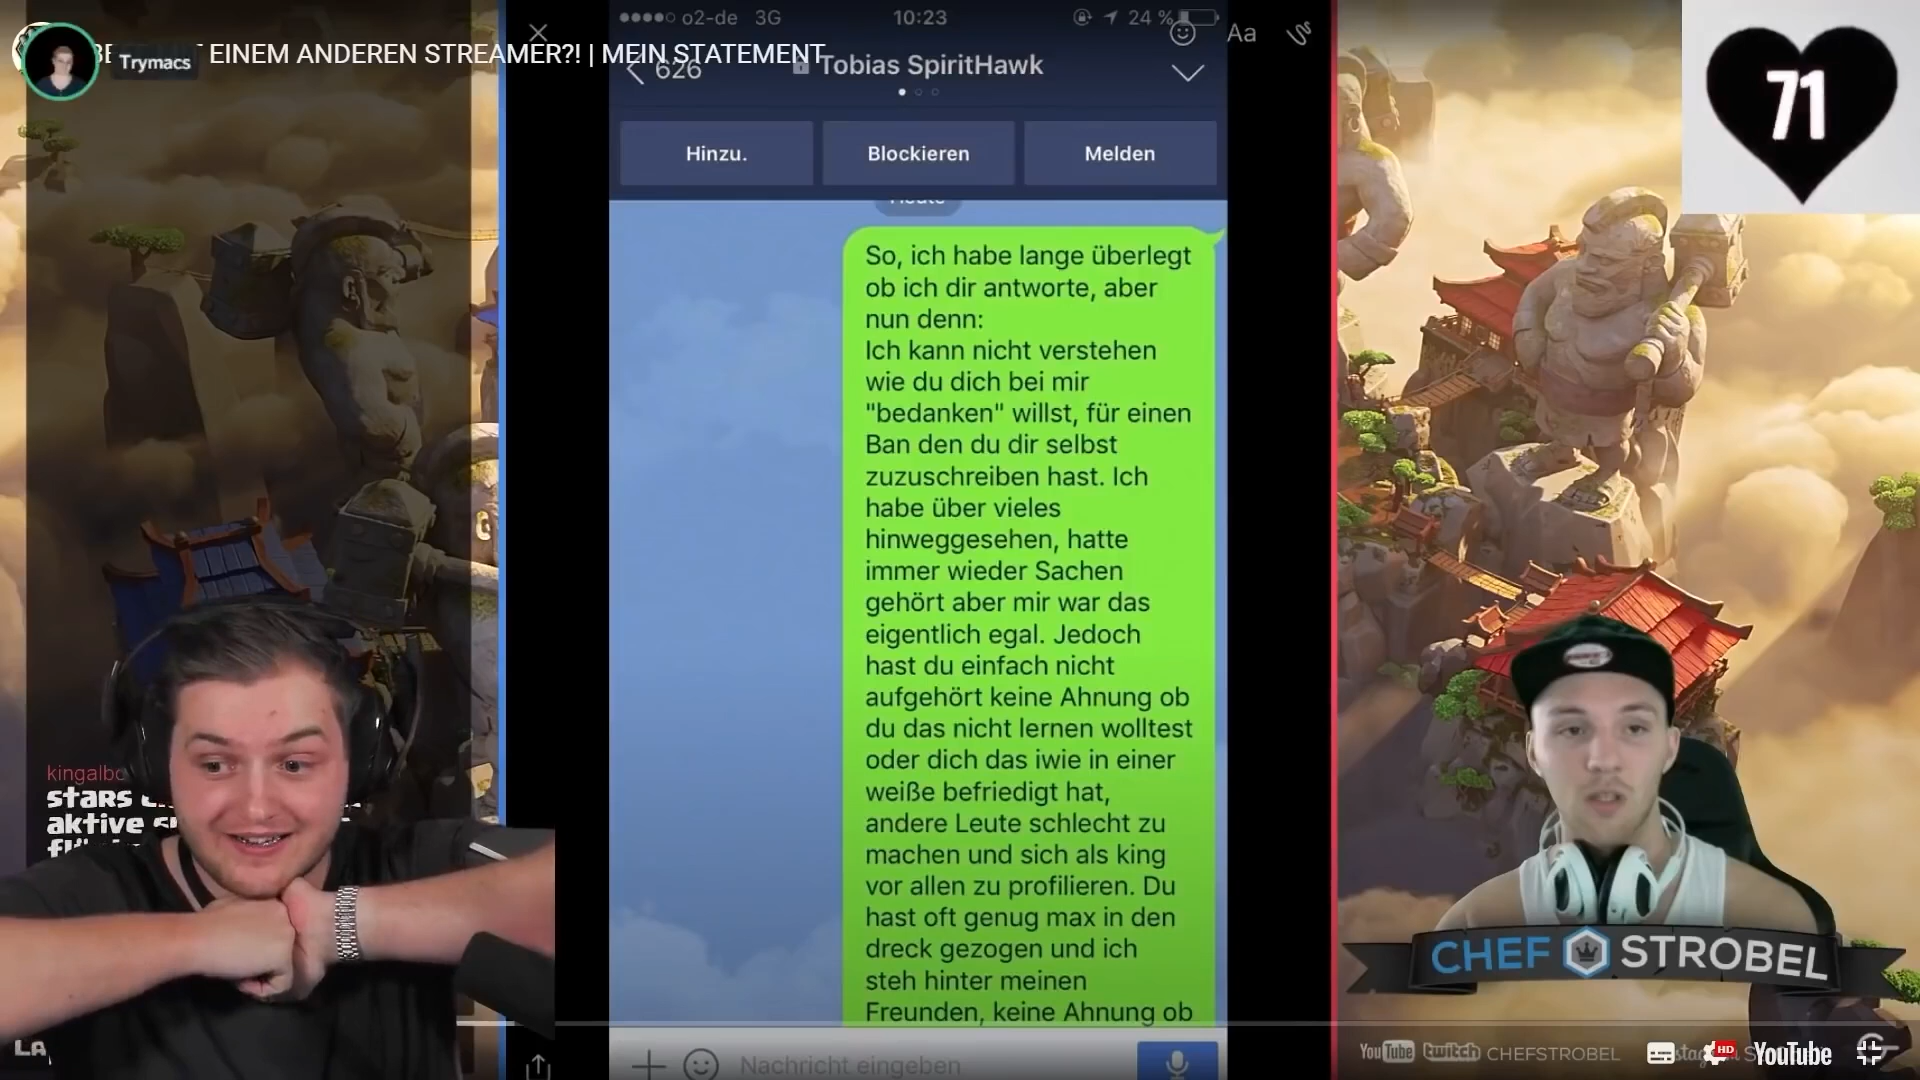 Trymacs
EINEM ANDEREN STREAMER?! | MEIN STATEMENT
o2-de 3G 10:23 24 %
Aa
626
Tobias SpiritHawk
71
Hinzu.
Blockieren
Melden
Heute
So, ich habe lange überlegt
ob ich dir antworte, aber
nun denn:
Ich kann nicht verstehen
wie du dich bei mir
"bedanken" willst, für einen
Ban den du dir selbst
zuzuschreiben hast. Ich
habe über vieles
hinweggesehen, hatte
immer wieder Sachen
gehört aber mir war das
eigentlich egal. Jedoch
hast du einfach nicht
aufgehört keine Ahnung ob
du das nicht lernen wolltest
oder dich das iwie in einer
weiße befriedigt hat,
andere Leute schlecht zu
machen und sich als king
vor allen zu profilieren. Du
hast oft genug max in den
dreck gezogen und ich
steh hinter meinen
Freunden, keine Ahnung ob
Nachricht eingeben
stars
aktive
CHEF STROBEL
YouTube twitch CHEFSTROBEL
HD
YouTube